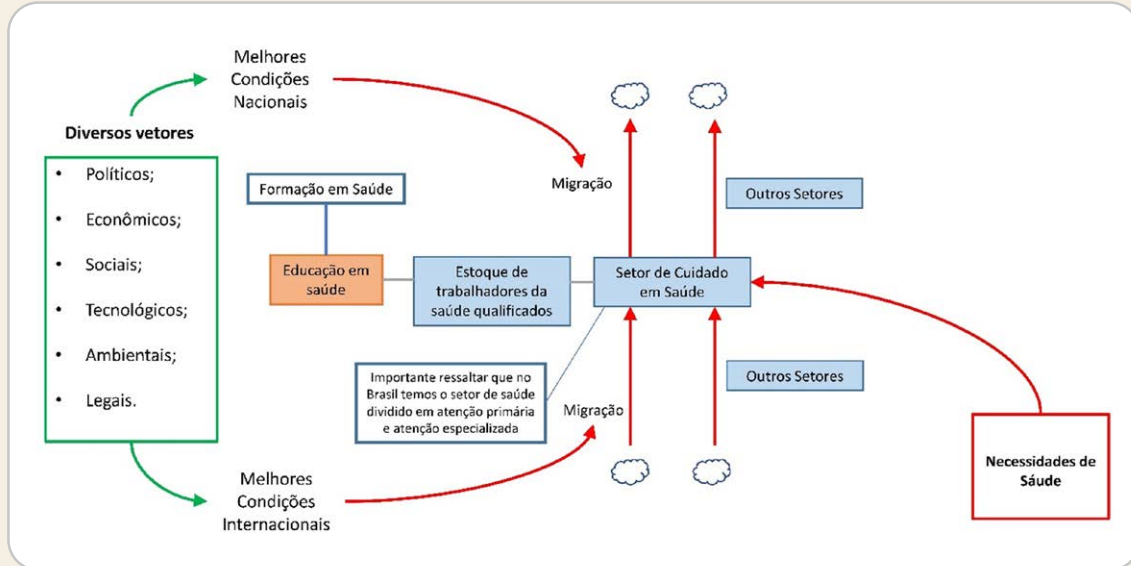 Melhores
Condições
Nacionais
Diversos vetores
• Políticos;
• Econômicos;
• Sociais;
• Tecnológicos;
• Ambientais;
• Legais.
Formação em Saúde
Migração
Outros Setores
Educação em
saúde
Estoque de
trabalhadores da
saúde qualificados
Setor de Cuidado
em Saúde
Importante ressaltar que no
Brasil temos o setor de saúde
dividido em atenção primária
e atenção especializada
Outros Setores
Migração
Melhores
Condições
Internacionais
Necessidades de
Sáude